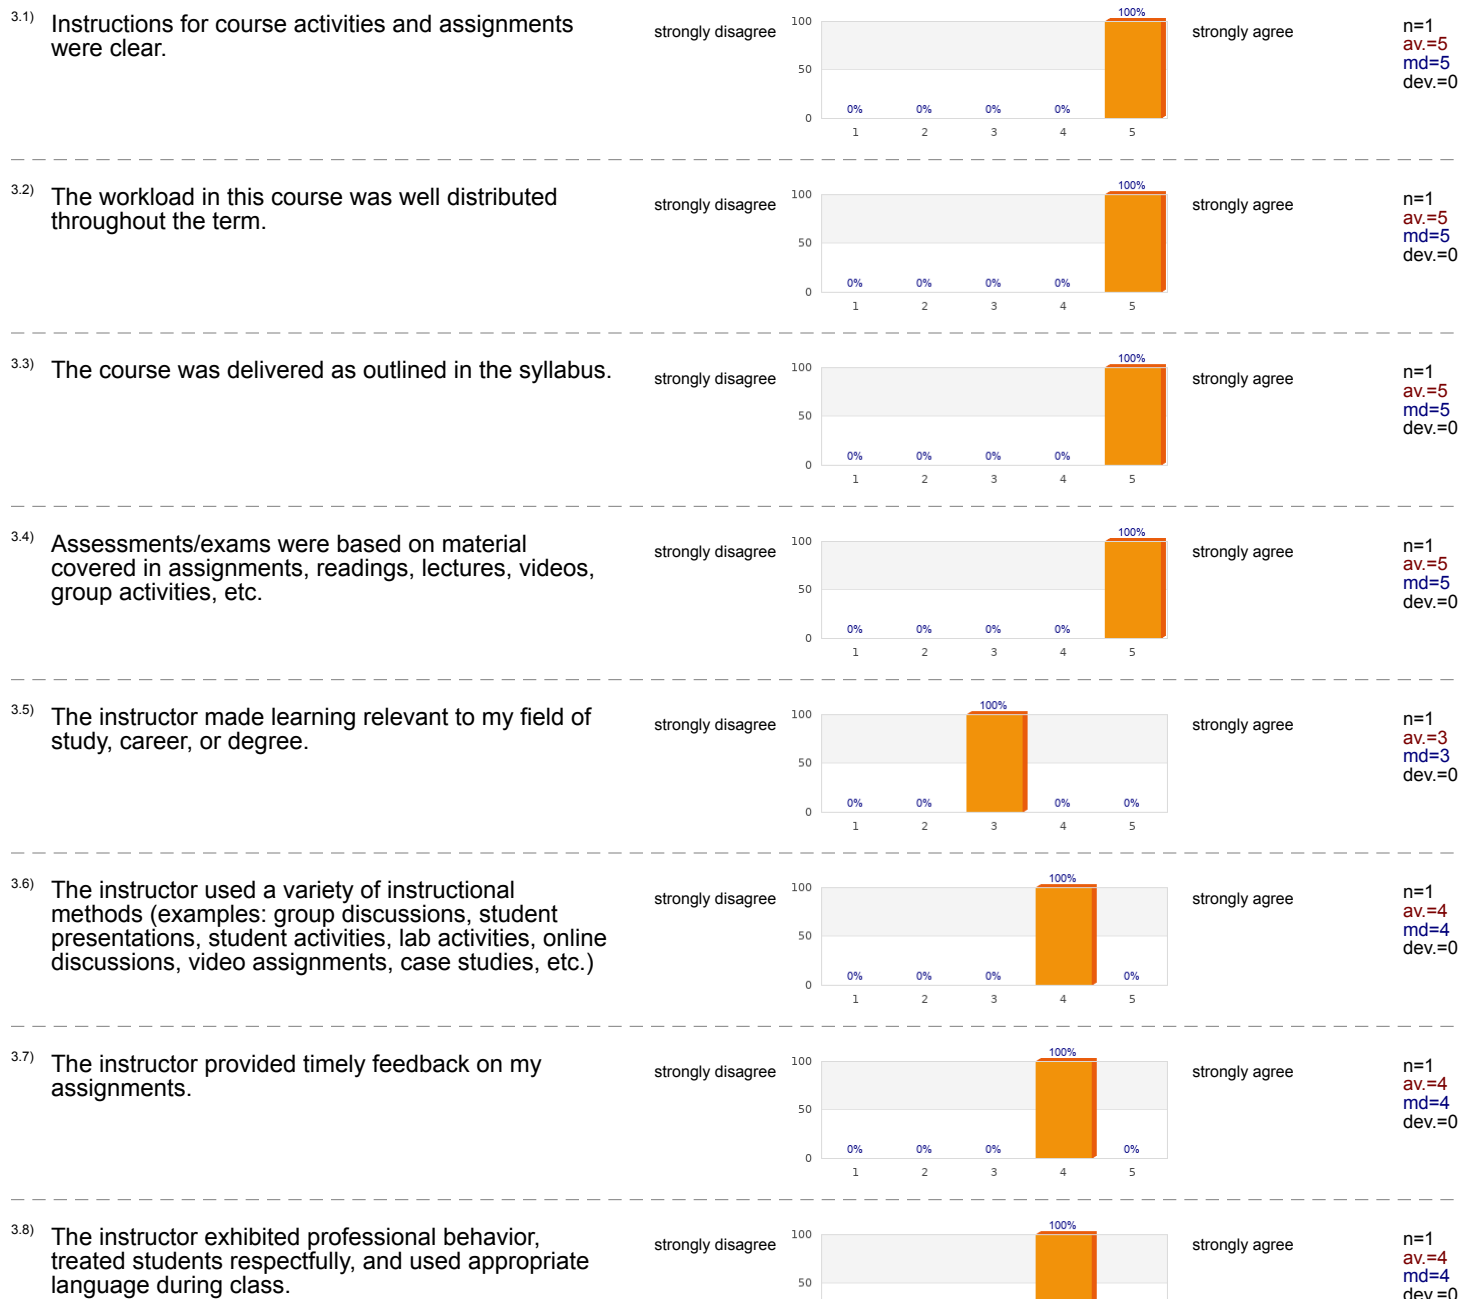 3.1) Instructions for course activities and assignments
were clear.
strongly disagree
100
50
0
0% 0% 0% 0% 100%
1 2 3 4 5
strongly agree
n=1
av.=5
md=5
dev.=0
3.2) The workload in this course was well distributed
throughout the term.
strongly disagree
100
50
0
0% 0% 0% 0% 100%
1 2 3 4 5
strongly agree
n=1
av.=5
md=5
dev.=0
3.3) The course was delivered as outlined in the syllabus.
strongly disagree
100
50
0
0% 0% 0% 0% 100%
1 2 3 4 5
strongly agree
n=1
av.=5
md=5
dev.=0
3.4) Assessments/exams were based on material
covered in assignments, readings, lectures, videos,
group activities, etc.
strongly disagree
100
50
0
0% 0% 0% 0% 100%
1 2 3 4 5
strongly agree
n=1
av.=5
md=5
dev.=0
3.5) The instructor made learning relevant to my field of
study, career, or degree.
strongly disagree
100
50
0
0% 0% 100% 0% 0%
1 2 3 4 5
strongly agree
n=1
av.=3
md=3
dev.=0
3.6) The instructor used a variety of instructional
methods (examples: group discussions, student
presentations, student activities, lab activities, online
discussions, video assignments, case studies, etc.)
strongly disagree
100
50
0
0% 0% 0% 100% 0%
1 2 3 4 5
strongly agree
n=1
av.=4
md=4
dev.=0
3.7) The instructor provided timely feedback on my
assignments.
strongly disagree
100
50
0
0% 0% 0% 100% 0%
1 2 3 4 5
strongly agree
n=1
av.=4
md=4
dev.=0
3.8) The instructor exhibited professional behavior,
treated students respectfully, and used appropriate
language during class.
strongly disagree
100
50
100%
strongly agree
n=1
av.=4
md=4
dev.=0